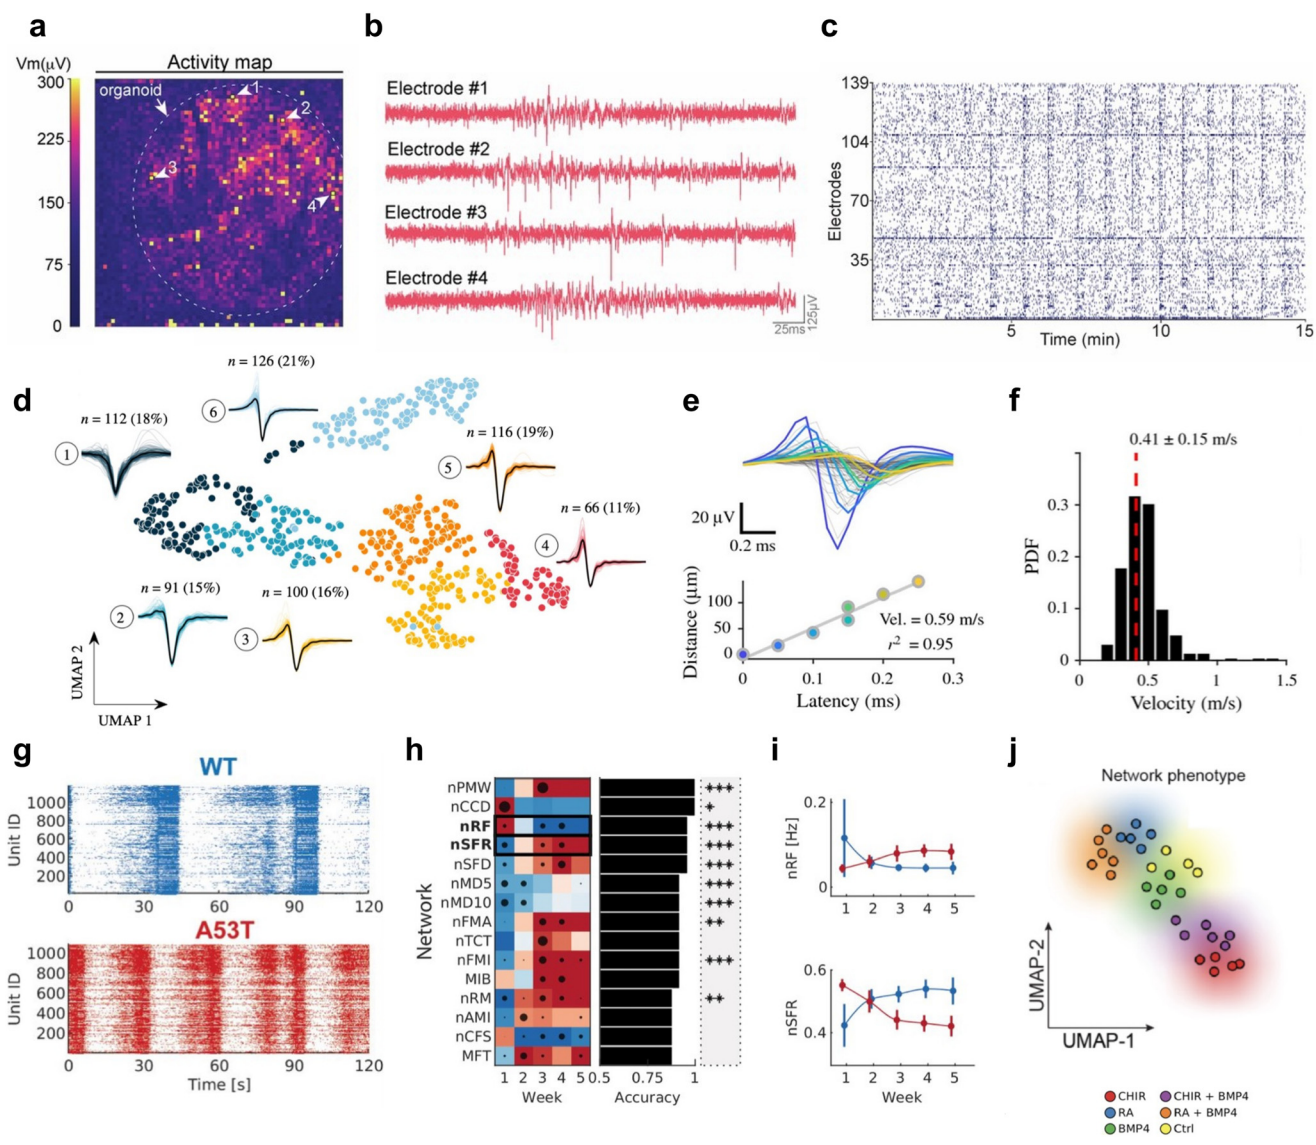 a
Vm(μV)
Activity map
300
225
150
75
0
organoid
1
2
3
4
b
Electrode #1
Electrode #2
Electrode #3
Electrode #4
125μV
25ms
c
139
104
70
35
Electrodes
5
10
15
Time (min)
d
n = 126 (21%)
6
n = 112 (18%)
1
n = 116 (19%)
5
n = 66 (11%)
4
n = 91 (15%)
2
n = 100 (16%)
3
UMAP 2
UMAP 1
e
20 μV
0.2 ms
Distance (μm)
100
50
0
Vel. = 0.59 m/s
r² = 0.95
0 0.1 0.2 0.3
Latency (ms)
f
0.41 ± 0.15 m/s
PDF
0.3
0.2
0.1
0
0 0.5 1 1.5
Velocity (m/s)
g
WT
Unit ID
1000
800
600
400
200
0 30 60 90 120
A53T
Unit ID
1000
800
600
400
200
0 30 60 90 120
Time [s]
h
Network
nPMW
nCCD
nRF
nSFR
nSFD
nMD5
nMD10
nFMA
nTCT
nFMI
MIB
nRM
nAMI
nCFS
MFT
✦✦✦
✦
✦✦✦
✦✦✦
✦✦✦
✦✦✦
✦✦✦
✦✦
✦✦✦
✦✦
1 2 3 4 5
Week
0.5 0.75 1
Accuracy
i
nRF [Hz]
0.2
0
1 2 3 4 5
nSFR
0.6
0.4
1 2 3 4 5
Week
j
Network phenotype
UMAP-2
UMAP-1
CHIR
CHIR + BMP4
RA
RA + BMP4
BMP4
Ctrl